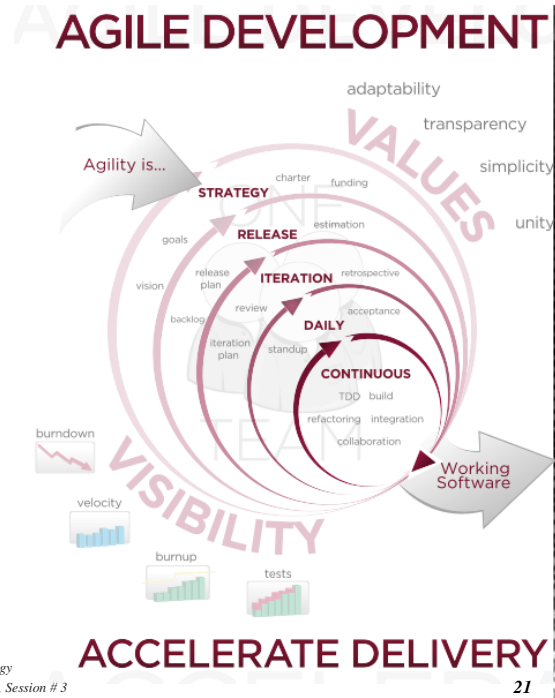 AGILE DEVELOPMENT
adaptability
VALUES
transparency
Agility is...
simplicity
STRATEGY
charter
funding
ONE
unity
RELEASE
estimation
goals
release
plan
ITERATION
retrospective
vision
backlog
review
DAILY
acceptance
iteration
plan
standup
CONTINUOUS
TDD build
refactoring integration
collaboration
TEAM
burndown
VISIBILITY
Working
Software
velocity
burnup
tests
ACCELERATE DELIVERY
gy
Session # 3
21